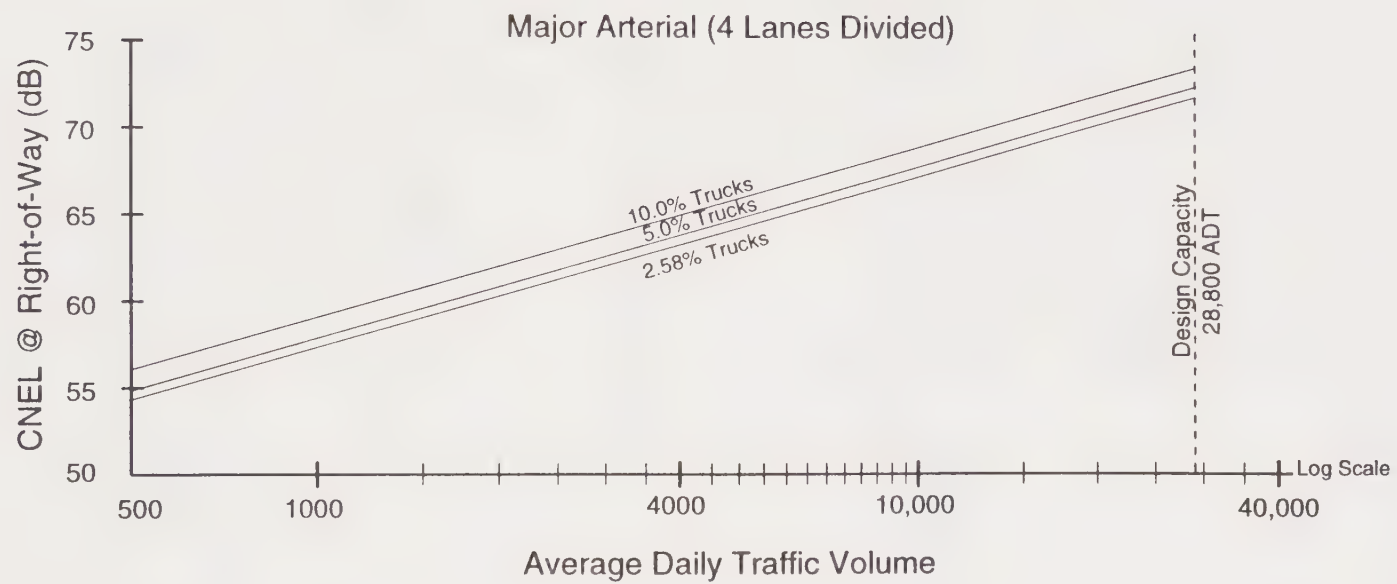 Major Arterial (4 Lanes Divided)
75
70
65
60
55
50
CNEL @ Right-of-Way (dB)
10.0% Trucks
5.0% Trucks
2.58% Trucks
Design Capacity
28,800 ADT
Log Scale
500
1000
4000
10,000
40,000
Average Daily Traffic Volume